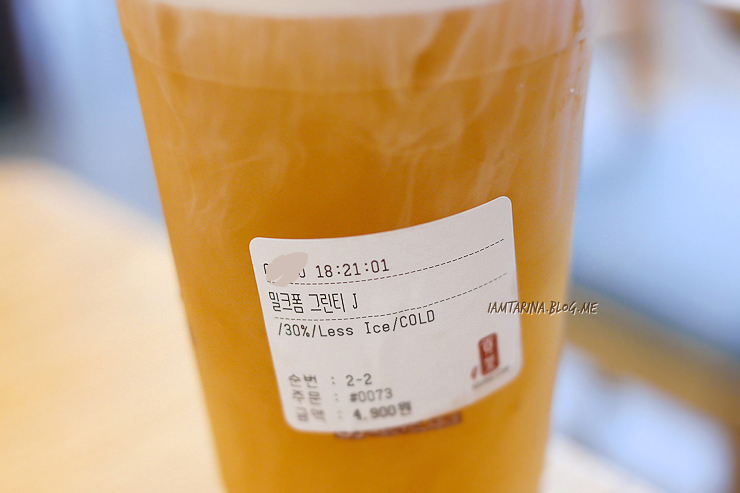 18:21:01
밀크폼 그린티 J
/30%/Less Ice/COLD
순번 : 2-2
주문 : #0073
금액 : 4,900원
IAMTARINA.BLOG.ME